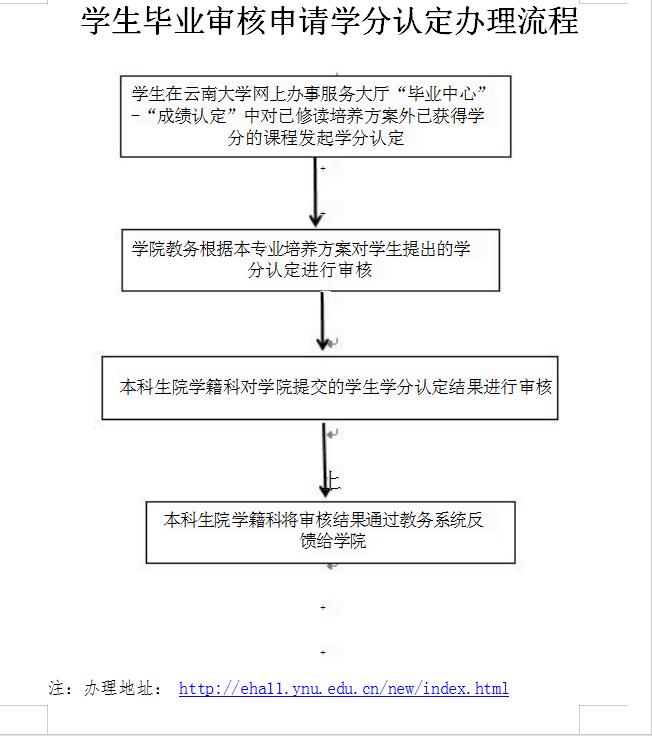 学生毕业审核申请学分认定办理流程
学生在云南大学网上办事服务大厅“毕业中心”
-“成绩认定”中对已修读培养方案外已获得学
分的课程发起学分认定
学院教务根据本专业培养方案对学生提出的学
分认定进行审核
本科生院学籍科对学院提交的学生学分认定结果进行审核
上
本科生院学籍科将审核结果通过教务系统反
馈给学院
注：办理地址： http://ehall.ynu.edu.cn/new/index.html